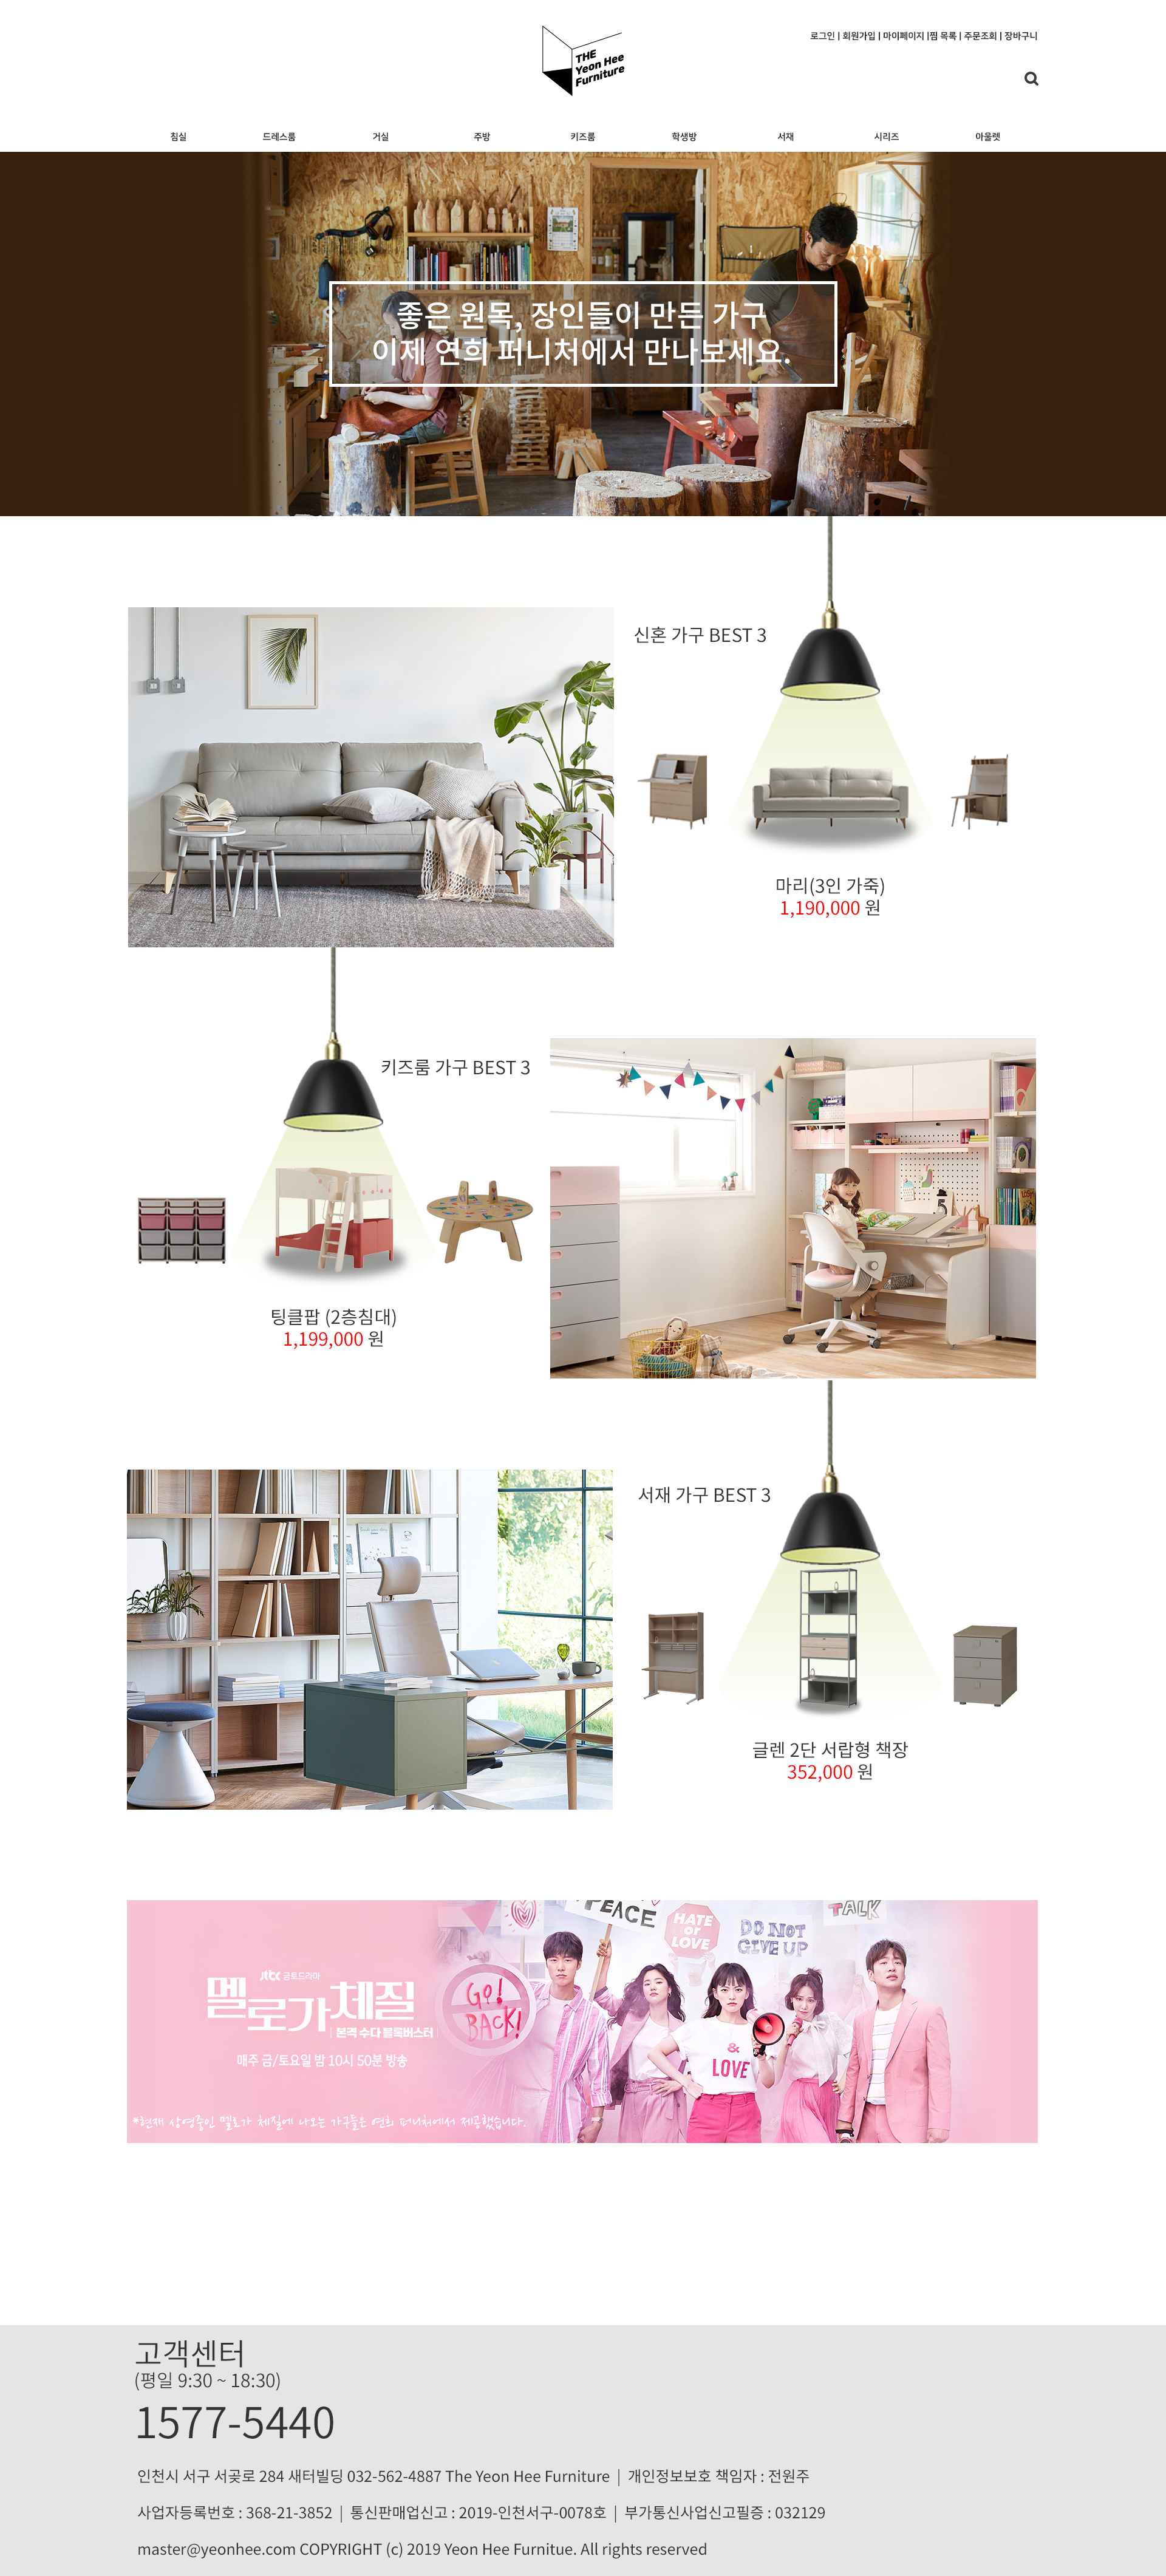 THE
Yeon Hee
Furniture
로그인 | 회원가입 | 마이페이지 |찜 목록 | 주문조회 | 장바구니
침실 드레스룸 거실 주방 키즈룸 학생방 서재 시리즈 아울렛
좋은 원목, 장인들이 만든 가구
이제 연희 퍼니처에서 만나보세요.
신혼 가구 BEST 3
마리(3인 가죽)
1,190,000 원
키즈룸 가구 BEST 3
팅클팝 (2층침대)
1,199,000 원
서재 가구 BEST 3
글렌 2단 서랍형 책장
352,000 원
PEACE
HATE
or
LOVE
DO NOT
GIVE UP
TALK
GO!
BACK!
&
LOVE
jtbc 금토드라마
멜로가체질
본격 수다 블록버스터
매주 금/토요일 밤 10시 50분 방송
*현재 상영중인 멜로가 체질에 나오는 가구들은 연희 퍼니처에서 제공했습니다.
고객센터
(평일 9:30 ~ 18:30)
1577-5440
인천시 서구 서곶로 284 새터빌딩 032-562-4887 The Yeon Hee Furniture | 개인정보보호 책임자 : 전원주
사업자등록번호 : 368-21-3852 | 통신판매업신고 : 2019-인천서구-0078호 | 부가통신사업신고필증 : 032129
master@yeonhee.com COPYRIGHT (c) 2019 Yeon Hee Furnitue. All rights reserved